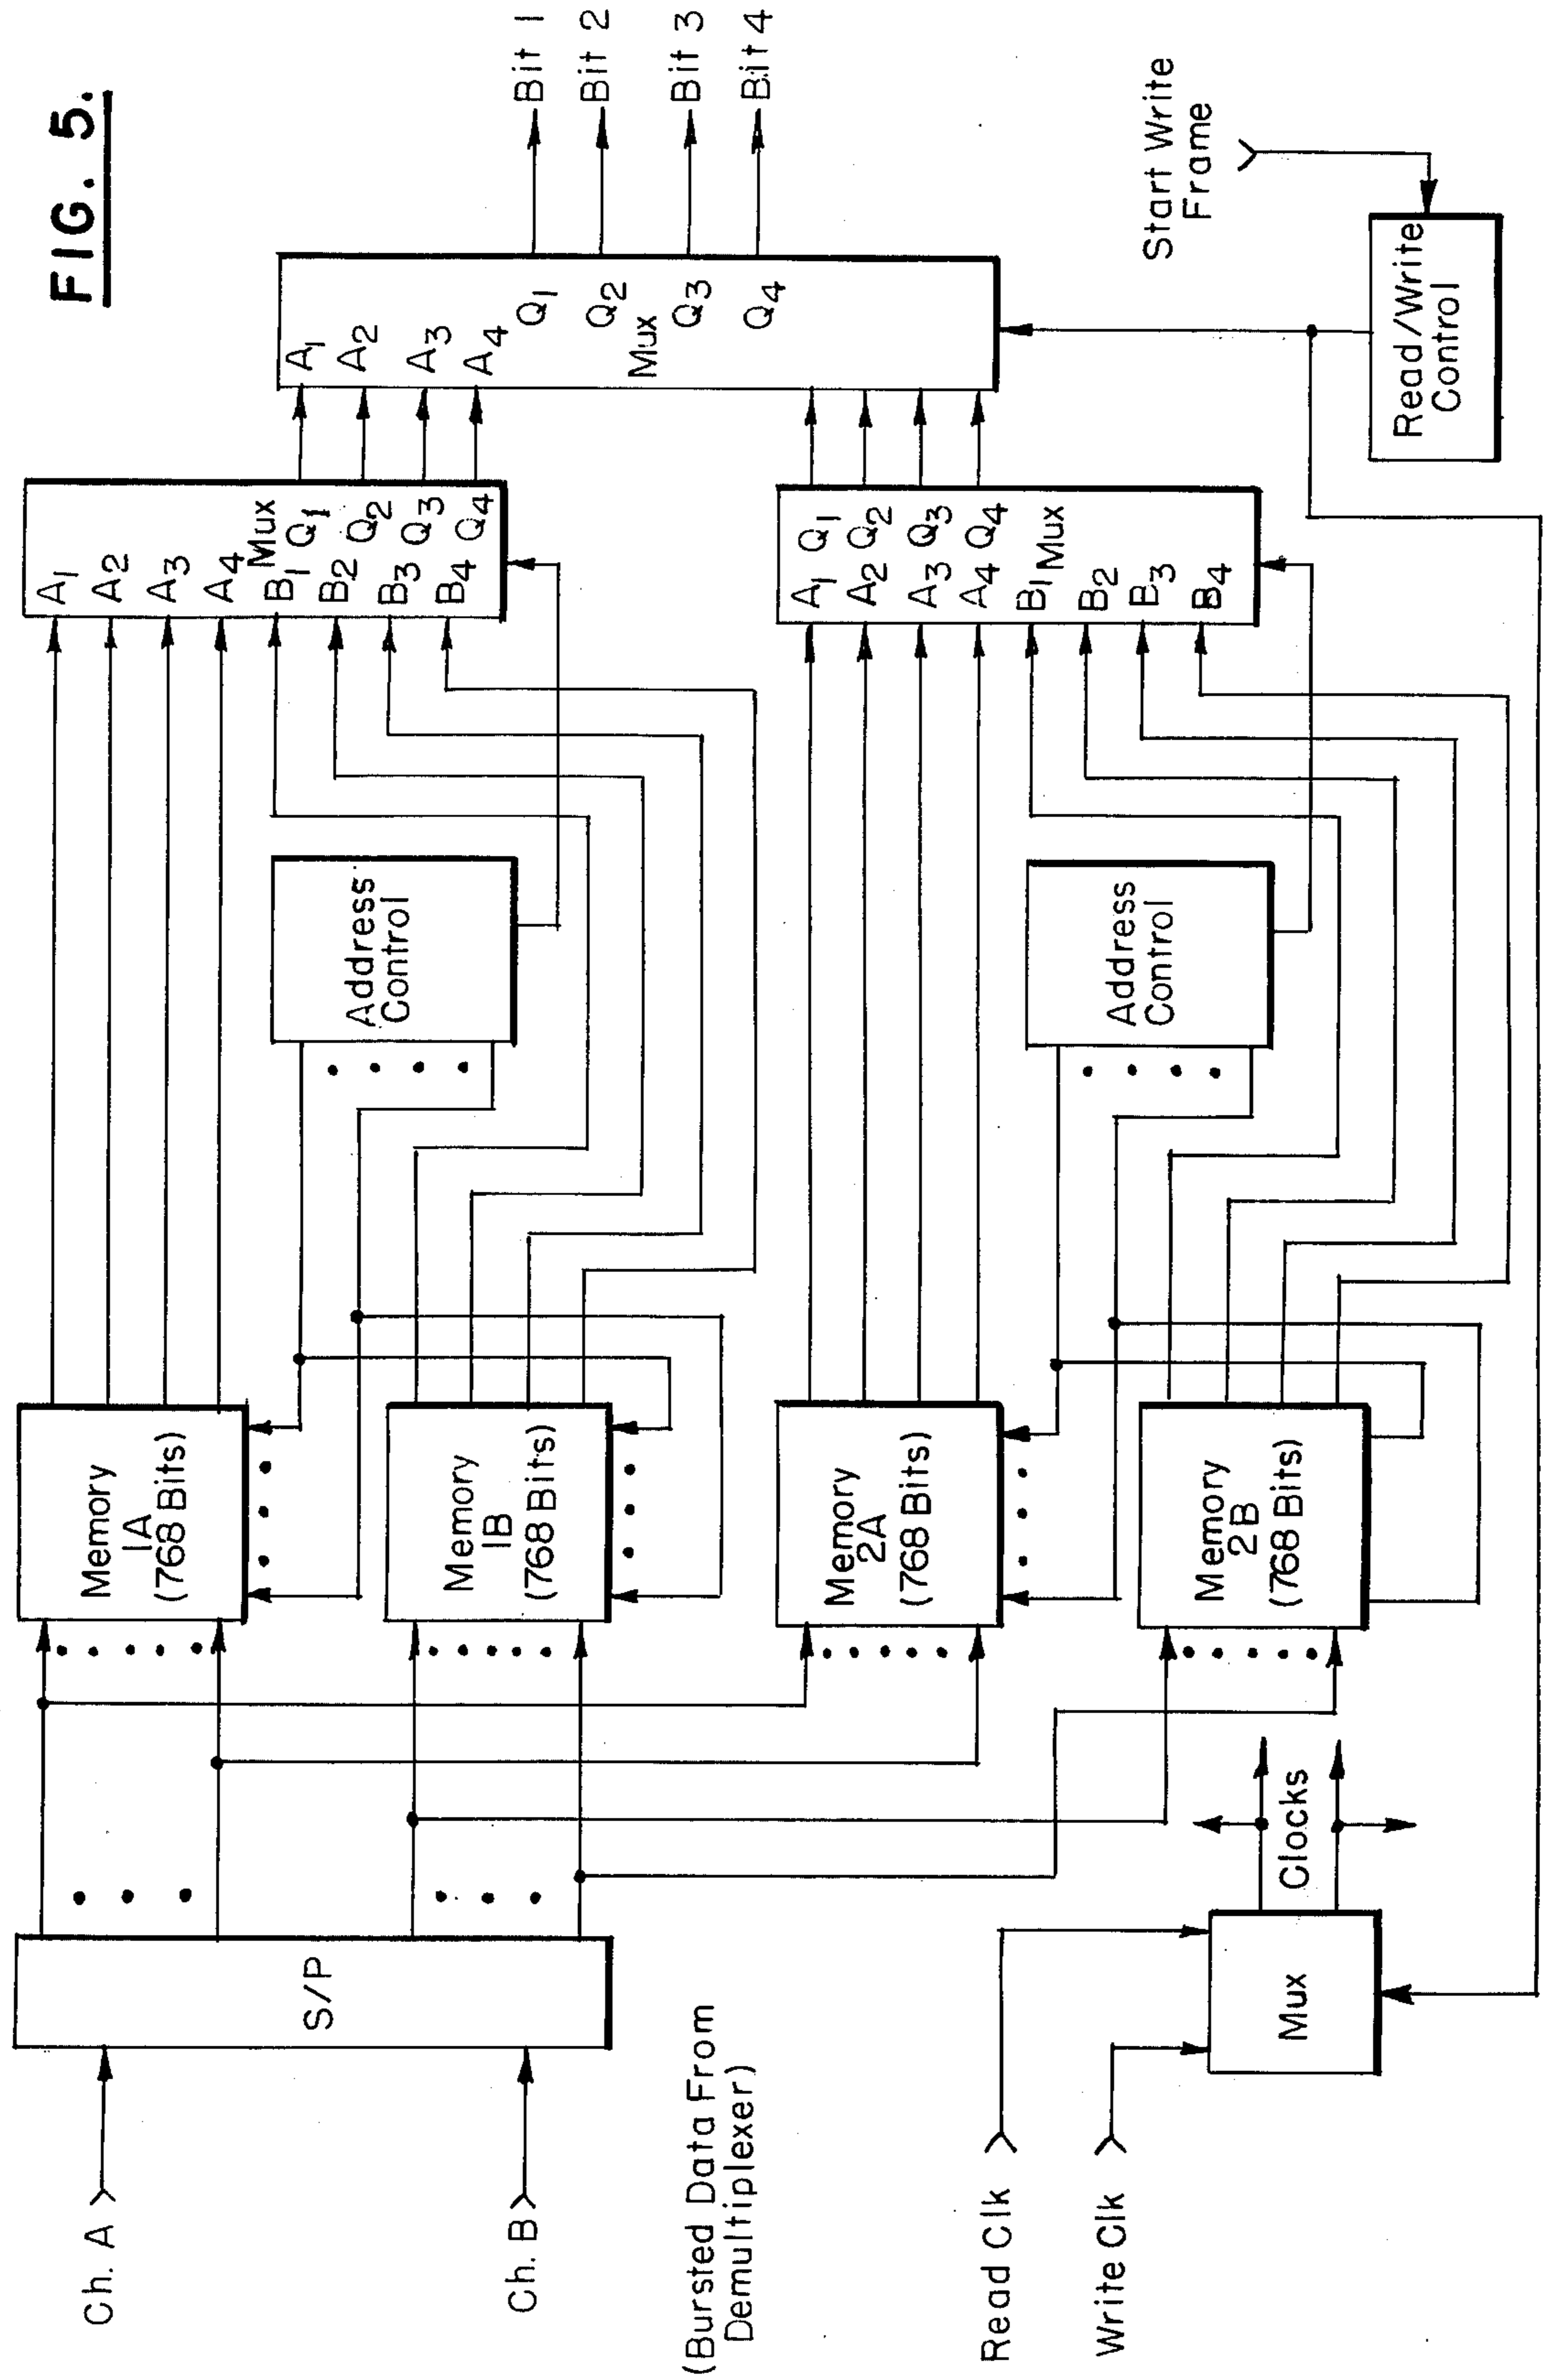 FIG. 5.
Ch. A
Ch. B
(Bursted Data From
Demultiplexer)
Read Clk
Write Clk
S/P
Mux
Clocks
Memory
1A
(768 Bits)
Memory
1B
(768 Bits)
Memory
2A
(768 Bits)
Memory
2B
(768 Bits)
Address
Control
Address
Control
A1
A2
A3
A4
Mux
B1 Q1
B2 Q2
B3 Q3
B4 Q4
A1 Q1
A2 Q2
A3 Q3
A4 Q4
B1 Mux
B2
B3
B4
A1
A2
A3
A4
Q1
Q2
Mux
Q3
Q4
Bit 1
Bit 2
Bit 3
Bit 4
Start Write
Frame
Read/Write
Control